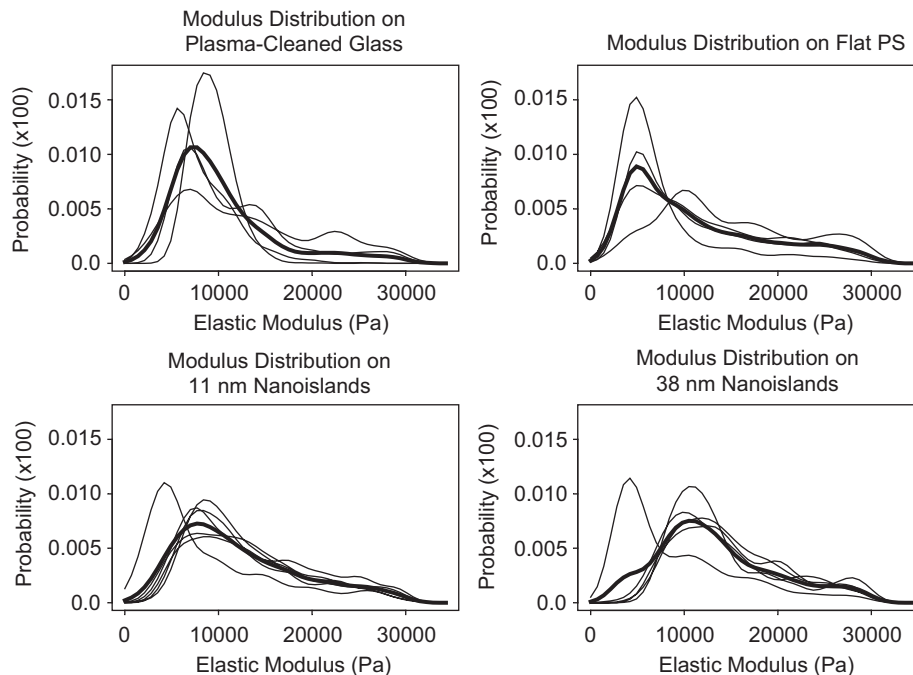 Modulus Distribution on
Plasma-Cleaned Glass
Probability (x100)
0.015
0.010
0.005
0.0
0 10000 20000 30000
Elastic Modulus (Pa)
Modulus Distribution on Flat PS
Probability (x100)
0.015
0.010
0.005
0.0
0 10000 20000 30000
Elastic Modulus (Pa)
Modulus Distribution on
11 nm Nanoislands
Probability (x100)
0.015
0.010
0.005
0.0
0 10000 20000 30000
Elastic Modulus (Pa)
Modulus Distribution on
38 nm Nanoislands
Probability (x100)
0.015
0.010
0.005
0.0
0 10000 20000 30000
Elastic Modulus (Pa)